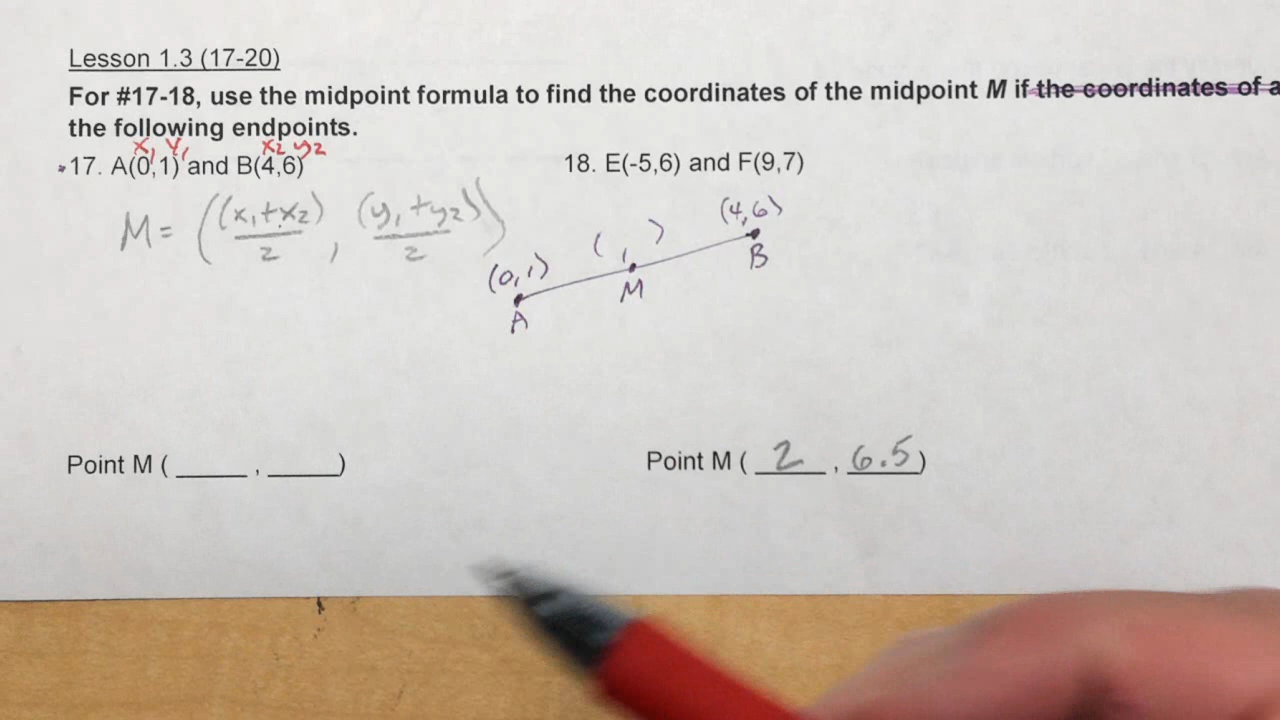 Lesson 1.3 (17-20)
For #17-18, use the midpoint formula to find the coordinates of the midpoint M if the coordinates of a
the following endpoints.
x₁ y₁ x₂ y₂
17. A(0,1) and B(4,6)
18. E(-5,6) and F(9,7)
M = ((x₁+x₂)/2 , (y₁+y₂)/2)
(4,6)
( , )
B
(0,1)
M
A
Point M ( _____ , _____)
Point M ( 2 , 6.5)